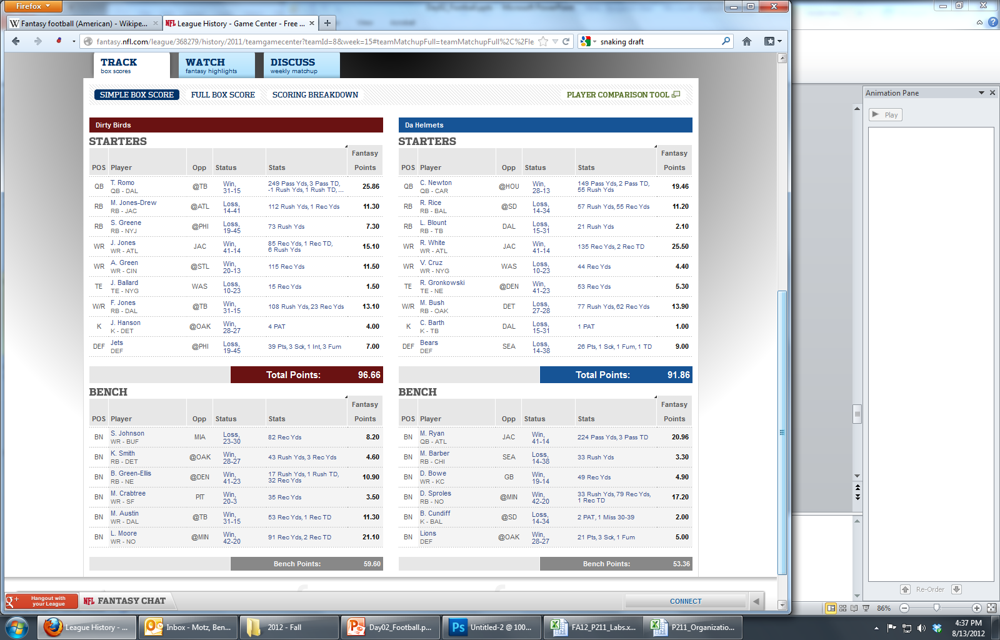 Firefox
Fantasy football (American) - Wikipe...
NFL League History - Game Center - Free ...
fantasy.nfl.com/league/368279/history/2011/teamgamecenter?teamId=8&week=15#teamMatchupFull=teamMatchupFull%2C%2Fle
snaking draft
TRACK
box scores
WATCH
fantasy highlights
DISCUSS
weekly matchup
SIMPLE BOX SCORE FULL BOX SCORE SCORING BREAKDOWN PLAYER COMPARISON TOOL
Dirty Birds
STARTERS
POS Player Opp Status Stats Fantasy Points
QB T. Romo QB - DAL @TB Win, 31-15 249 Pass Yds, 3 Pass TD, -1 Rush Yds, 1 Rush TD, ... 25.86
RB M. Jones-Drew RB - JAC @ATL Loss, 14-41 112 Rush Yds, 1 Rec Yds 11.30
RB S. Greene RB - NYJ @PHI Loss, 19-45 73 Rush Yds 7.30
WR J. Jones WR - ATL JAC Win, 41-14 85 Rec Yds, 1 Rec TD, 6 Rush Yds 15.10
WR A. Green WR - CIN @STL Win, 20-13 115 Rec Yds 11.50
TE J. Ballard TE - NYG WAS Loss, 10-23 15 Rec Yds 1.50
W/R F. Jones RB - DAL @TB Win, 31-15 108 Rush Yds, 23 Rec Yds 13.10
K J. Hanson K - DET @OAK Win, 28-27 4 PAT 4.00
DEF Jets DEF @PHI Loss, 19-45 39 Pts, 3 Sck, 1 Int, 3 Fum 7.00
Total Points: 96.66
BENCH
POS Player Opp Status Stats Fantasy Points
BN S. Johnson WR - BUF MIA Loss, 23-30 82 Rec Yds 8.20
BN K. Smith RB - DET @OAK Win, 28-27 43 Rush Yds, 3 Rec Yds 4.60
BN B. Green-Ellis RB - NE @DEN Win, 41-23 17 Rush Yds, 1 Rush TD, 32 Rec Yds 10.90
BN M. Crabtree WR - SF PIT Win, 20-3 35 Rec Yds 3.50
BN M. Austin WR - DAL @TB Win, 31-15 53 Rec Yds, 1 Rec TD 11.30
BN L. Moore WR - NO @MIN Win, 42-20 91 Rec Yds, 2 Rec TD 21.10
Bench Points: 59.60
Da Helmets
STARTERS
POS Player Opp Status Stats Fantasy Points
QB C. Newton QB - CAR @HOU Win, 28-13 149 Pass Yds, 2 Pass TD, 55 Rush Yds 19.46
RB R. Rice RB - BAL @SD Loss, 14-34 57 Rush Yds, 55 Rec Yds 11.20
RB L. Blount RB - TB DAL Loss, 15-31 21 Rush Yds 2.10
WR R. White WR - ATL JAC Win, 41-14 135 Rec Yds, 2 Rec TD 25.50
WR V. Cruz WR - NYG WAS Loss, 10-23 44 Rec Yds 4.40
TE R. Gronkowski TE - NE @DEN Win, 41-23 53 Rec Yds 5.30
W/R M. Bush RB - OAK DET Loss, 27-28 77 Rush Yds, 62 Rec Yds 13.90
K C. Barth K - TB DAL Loss, 15-31 1 PAT 1.00
DEF Bears DEF SEA Loss, 14-38 26 Pts, 1 Sck, 1 Fum, 1 TD 9.00
Total Points: 91.86
BENCH
POS Player Opp Status Stats Fantasy Points
BN M. Ryan QB - ATL JAC Win, 41-14 224 Pass Yds, 3 Pass TD 20.96
BN M. Barber RB - CHI SEA Loss, 14-38 33 Rush Yds 3.30
BN D. Bowe WR - KC GB Win, 19-14 49 Rec Yds 4.90
BN D. Sproles RB - NO @MIN Win, 42-20 33 Rush Yds, 79 Rec Yds, 1 Rec TD 17.20
BN B. Cundiff K - BAL @SD Loss, 14-34 2 PAT, 1 Miss 30-39 2.00
BN Lions DEF @OAK Win, 28-27 21 Pts, 3 Sck, 1 Fum 5.00
Bench Points: 53.36
g+ Hangout with your League
NFL FANTASY CHAT
CONNECT
Animation Pane
Play
Re-Order
86%
League History - ...
Inbox - Motz, Ben...
2012 - Fall
Day02_Football.p...
Ps Untitled-2 @ 100...
FA12_P211_Labs.x...
P211_Organizatio...
4:37 PM
8/13/2012